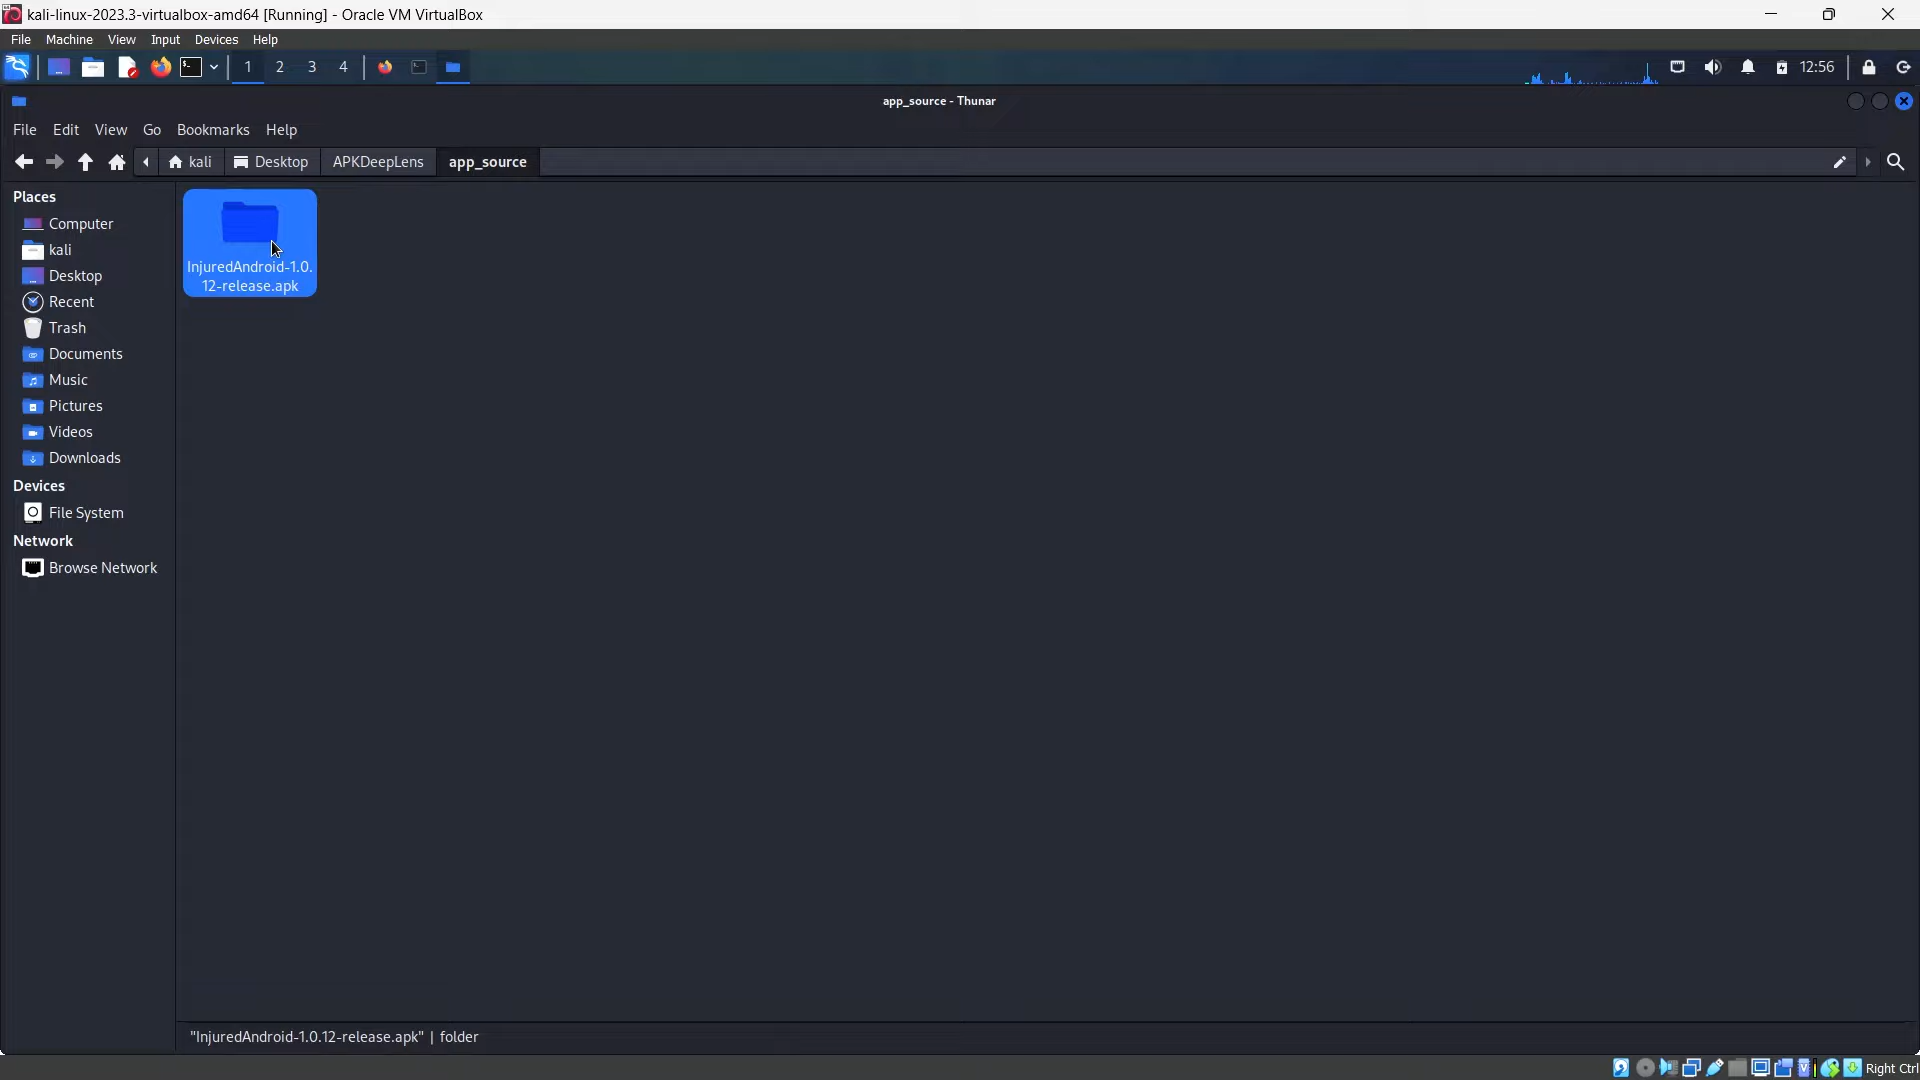 kali-linux-2023.3-virtualbox-amd64 [Running] - Oracle VM VirtualBox
File Machine View Input Devices Help
1 2 3 4 12:56
app_source - Thunar
File Edit View Go Bookmarks Help
kali Desktop APKDeepLens app_source
Places
Computer
kali
Desktop
Recent
Trash
Documents
Music
Pictures
Videos
Downloads
Devices
File System
Network
Browse Network
InjuredAndroid-1.0.
12-release.apk
"InjuredAndroid-1.0.12-release.apk" | folder
Right Ctrl